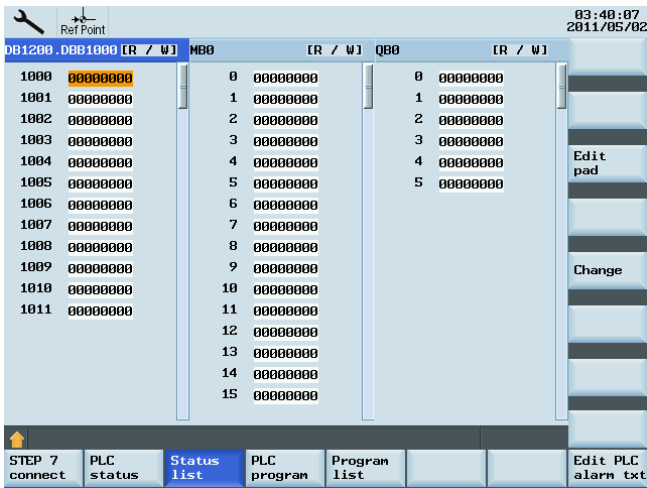 Ref Point
03:40:07
2011/05/02
DB1200.DBB1000 [R / W] MB0 [R / W] QB0 [R / W]
1000 00000000 0 00000000 0 00000000
1001 00000000 1 00000000 1 00000000
1002 00000000 2 00000000 2 00000000
1003 00000000 3 00000000 3 00000000
1004 00000000 4 00000000 4 00000000
1005 00000000 5 00000000 5 00000000
1006 00000000 6 00000000
1007 00000000 7 00000000
1008 00000000 8 00000000
1009 00000000 9 00000000
1010 00000000 10 00000000
1011 00000000 11 00000000
12 00000000
13 00000000
14 00000000
15 00000000
Edit
pad
Change
STEP 7
connect
PLC
status
Status
list
PLC
program
Program
list
Edit PLC
alarm txt